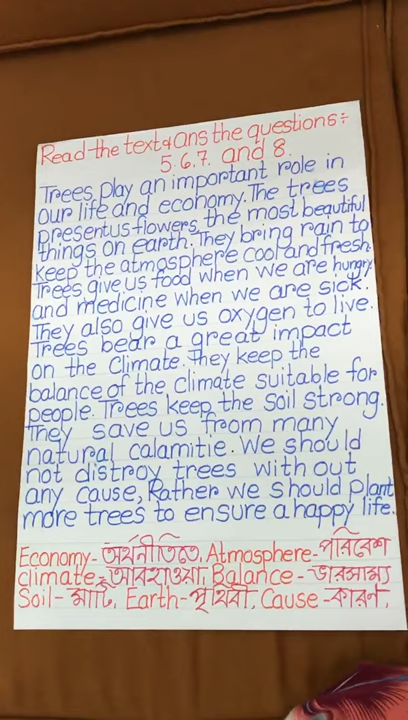 Read the text & Ans the questions÷
5.6.7. and 8.
Trees play an important role in
our life and economy. The trees
present us flowers, the most beautiful
things on earth. They bring rain to
keep the atmosphere cool and fresh.
Trees give us food when we are hungry
and medicine when we are sick.
They also give us oxygen to live.
Trees bear a great impact
on the climate. They keep the
balance of the climate suitable for
people. Trees keep the soil strong.
They save us from many
natural calamitie. We should
not distroy trees with out
any cause, Rather we should plant
more trees to ensure a happy life.
Economy- অর্থনীতিতে, Atmosphere-পরিবেশ
climate- আবহাওয়া, Balance - ভারসাম্য
Soil- মাটি, Earth-পৃথিবী, Cause-কারণ,